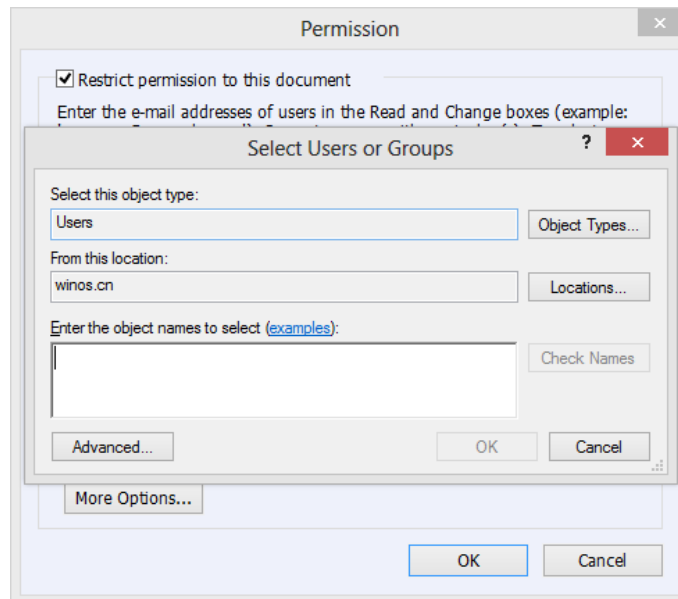 Permission
Restrict permission to this document
Enter the e-mail addresses of users in the Read and Change boxes (example:
Select Users or Groups
?
Select this object type:
Users
Object Types...
From this location:
winos.cn
Locations...
Enter the object names to select (examples):
Check Names
Advanced...
OK
Cancel
More Options...
OK
Cancel